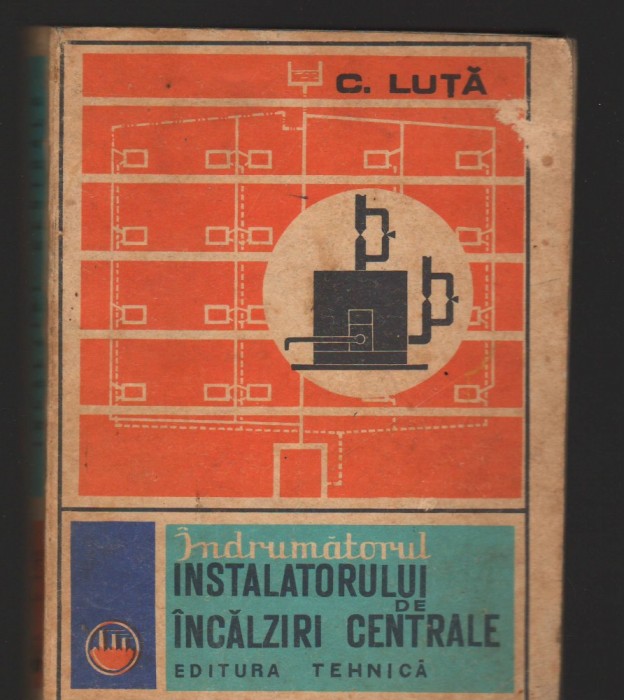 C. LUȚĂ
Îndrumătorul
INSTALATORULUI
DE
ÎNCĂLZIRI CENTRALE
EDITURA TEHNICĂ